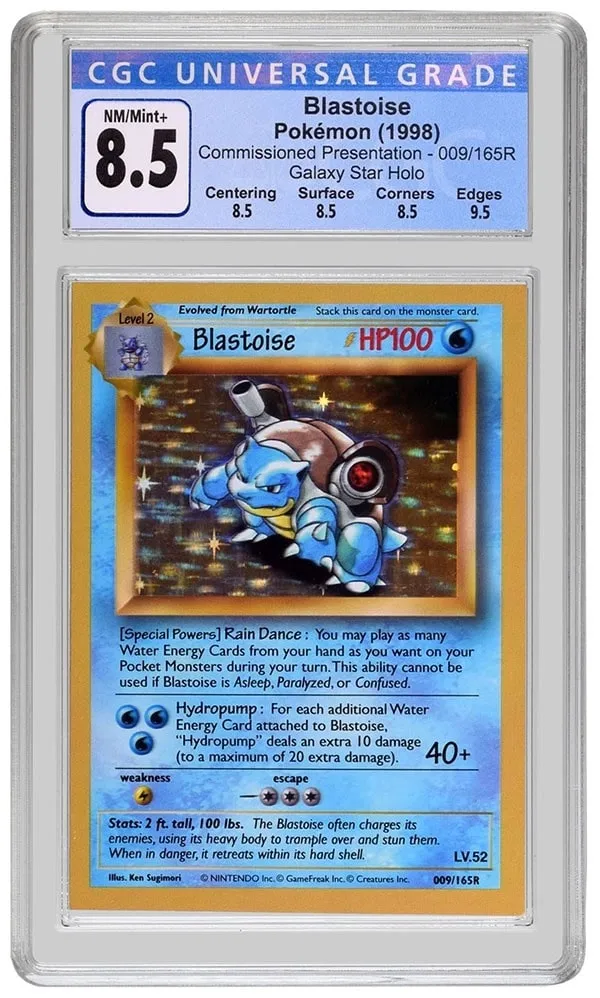 CGC UNIVERSAL GRADE
NM/Mint+
8.5
Blastoise
Pokémon (1998)
Commissioned Presentation - 009/165R
Galaxy Star Holo
Centering Surface Corners Edges
8.5 8.5 8.5 9.5
Level 2
Evolved from Wartortle Stack this card on the monster card.
Blastoise HP100
[Special Powers] Rain Dance : You may play as many
Water Energy Cards from your hand as you want on your
Pocket Monsters during your turn. This ability cannot be
used if Blastoise is Asleep, Paralyzed, or Confused.
Hydropump : For each additional Water
Energy Card attached to Blastoise,
"Hydropump" deals an extra 10 damage
(to a maximum of 20 extra damage). 40+
weakness escape
Stats: 2 ft. tall, 100 lbs. The Blastoise often charges its
enemies, using its heavy body to trample over and stun them.
When in danger, it retreats within its hard shell. LV.52
Illus. Ken Sugimori © NINTENDO Inc. © GameFreak Inc. © Creatures Inc. 009/165R